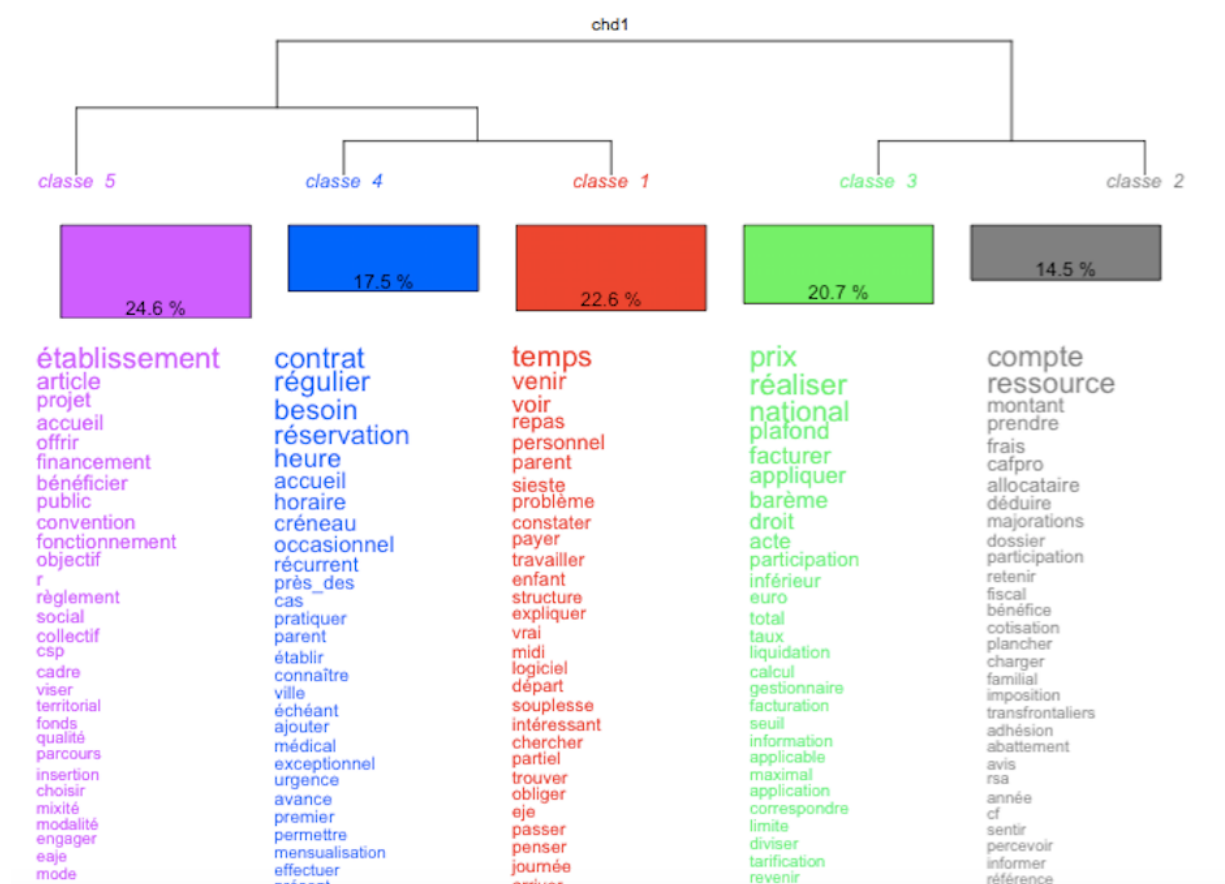 chd1
classe 5
classe 4
classe 1
classe 3
classe 2
24.6 %
17.5 %
22.6 %
20.7 %
14.5 %
établissement
article
projet
accueil
offrir
financement
bénéficier
public
convention
fonctionnement
objectif
r
règlement
social
collectif
csp
cadre
viser
territorial
fonds
qualité
parcours
insertion
choisir
mixité
modalité
engager
eaje
mode
contrat
régulier
besoin
réservation
heure
accueil
horaire
créneau
occasionnel
récurrent
près_des
cas
pratiquer
parent
établir
connaître
ville
échéant
ajouter
médical
exceptionnel
urgence
avance
premier
permettre
mensualisation
effectuer
temps
venir
voir
repas
personnel
parent
sieste
problème
constater
payer
travailler
enfant
structure
expliquer
vrai
midi
logiciel
départ
souplesse
intéressant
chercher
partiel
trouver
obliger
eje
passer
penser
journée
prix
réaliser
national
plafond
facturer
appliquer
barème
droit
acte
participation
inférieur
euro
total
taux
liquidation
calcul
gestionnaire
facturation
seuil
information
applicable
maximal
application
correspondre
limite
diviser
tarification
revenir
compte
ressource
montant
prendre
frais
cafpro
allocataire
déduire
majorations
dossier
participation
retenir
fiscal
bénéfice
cotisation
plancher
charger
familial
imposition
transfrontaliers
adhésion
abattement
avis
rsa
année
cf
sentir
percevoir
informer
référence